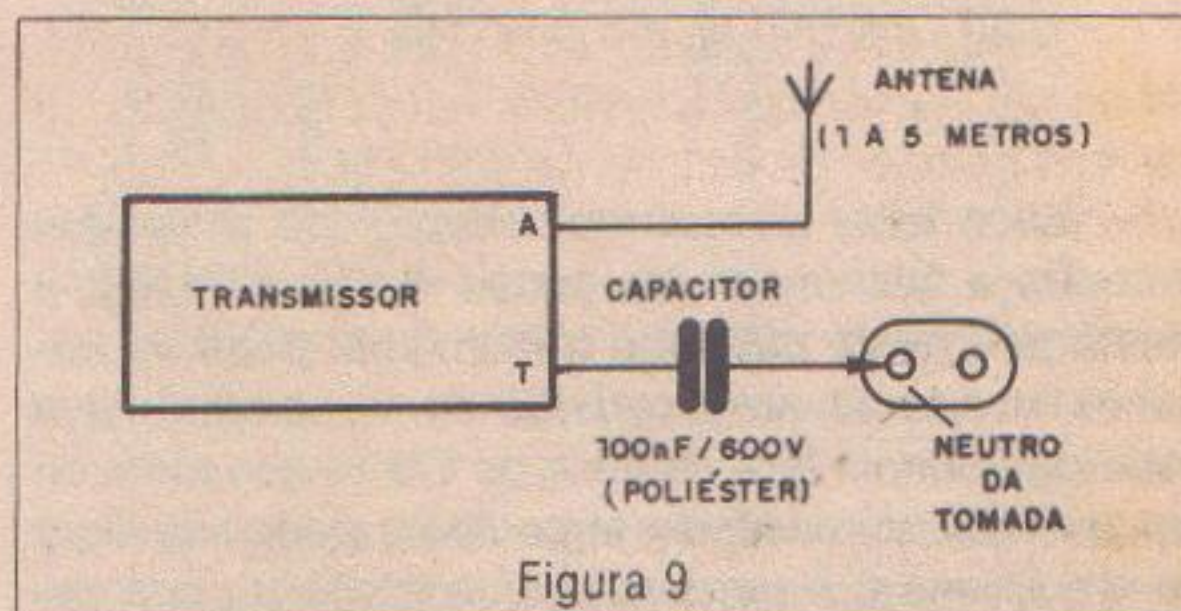 ANTENA
(1 A 5 METROS)
A
TRANSMISSOR
CAPACITOR
T
100nF/600V
(POLIÉSTER)
NEUTRO
DA
TOMADA
Figura 9